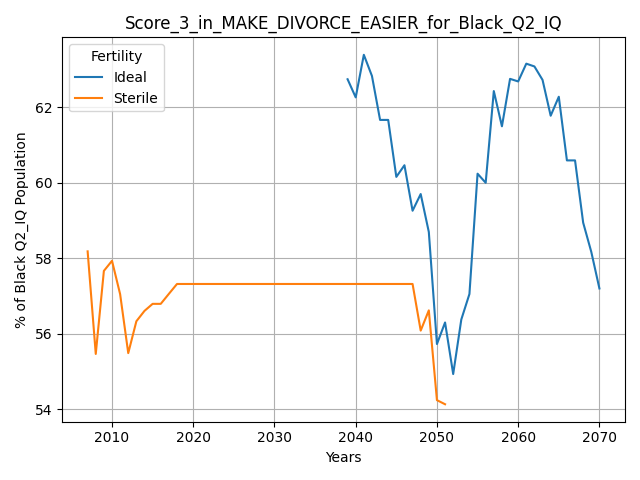 Score_3_in_MAKE_DIVORCE_EASIER_for_Black_Q2_IQ
Fertility
Ideal
Sterile
% of Black Q2_IQ Population
62
60
58
56
54
2010
2020
2030
2040
2050
2060
2070
Years